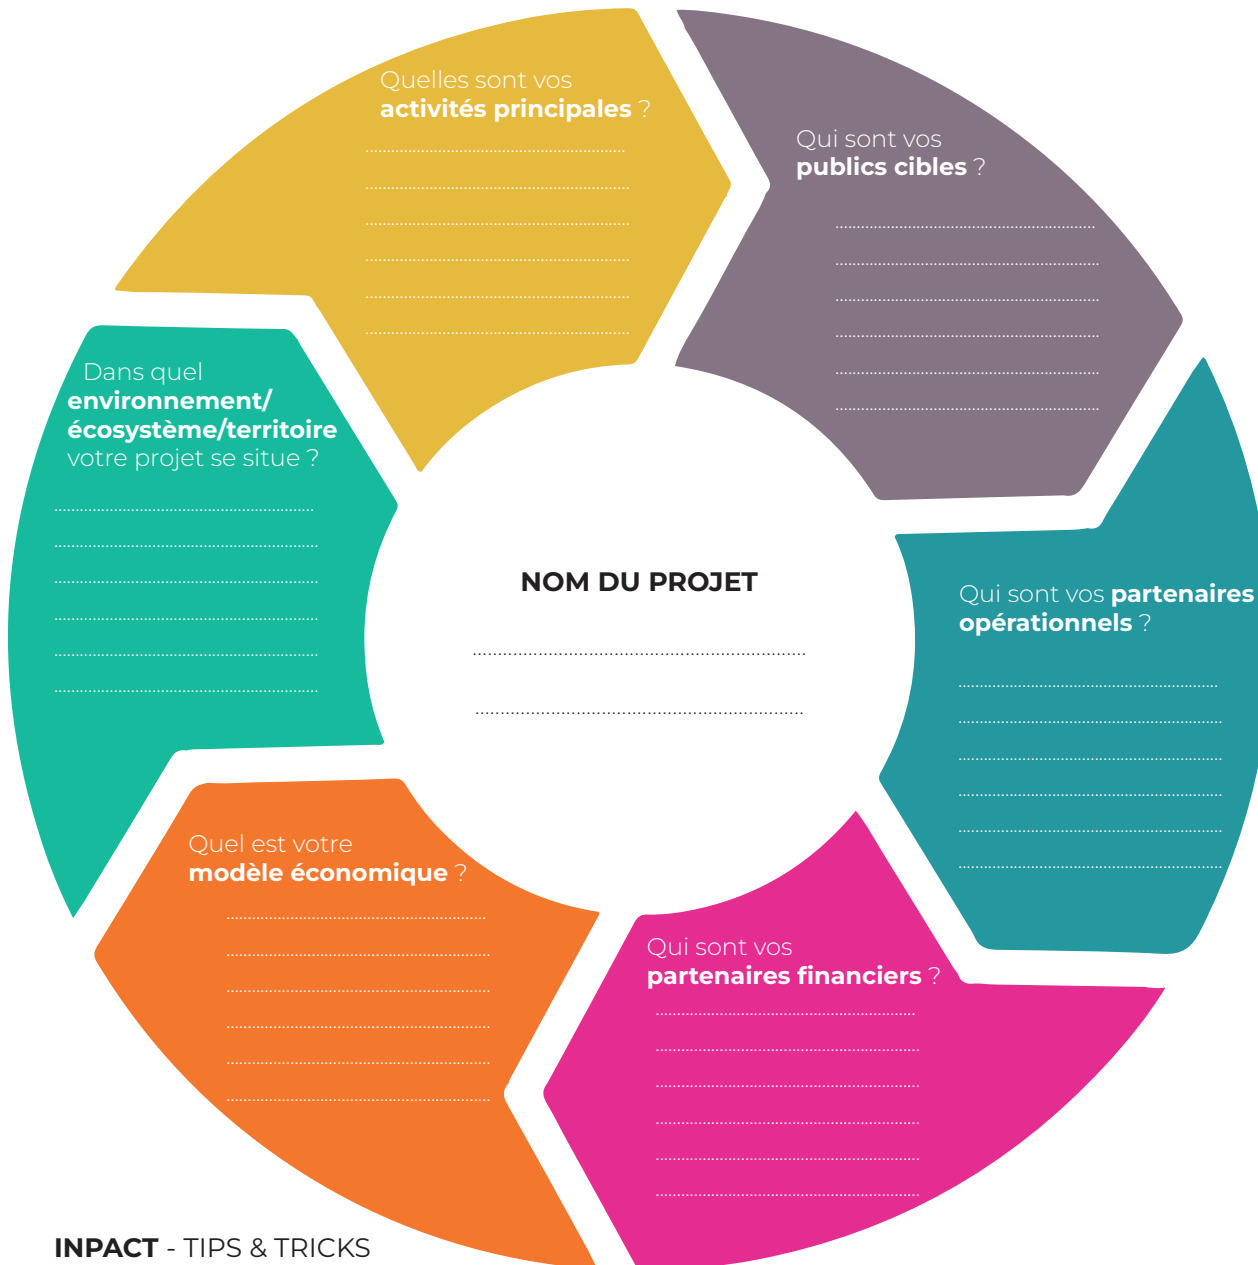 Quelles sont vos
activités principales ?
Qui sont vos
publics cibles ?
Qui sont vos partenaires
opérationnels ?
Qui sont vos
partenaires financiers ?
Quel est votre
modèle économique ?
Dans quel
environnement/
écosystème/territoire
votre projet se situe ?
NOM DU PROJET
INPACT - TIPS & TRICKS